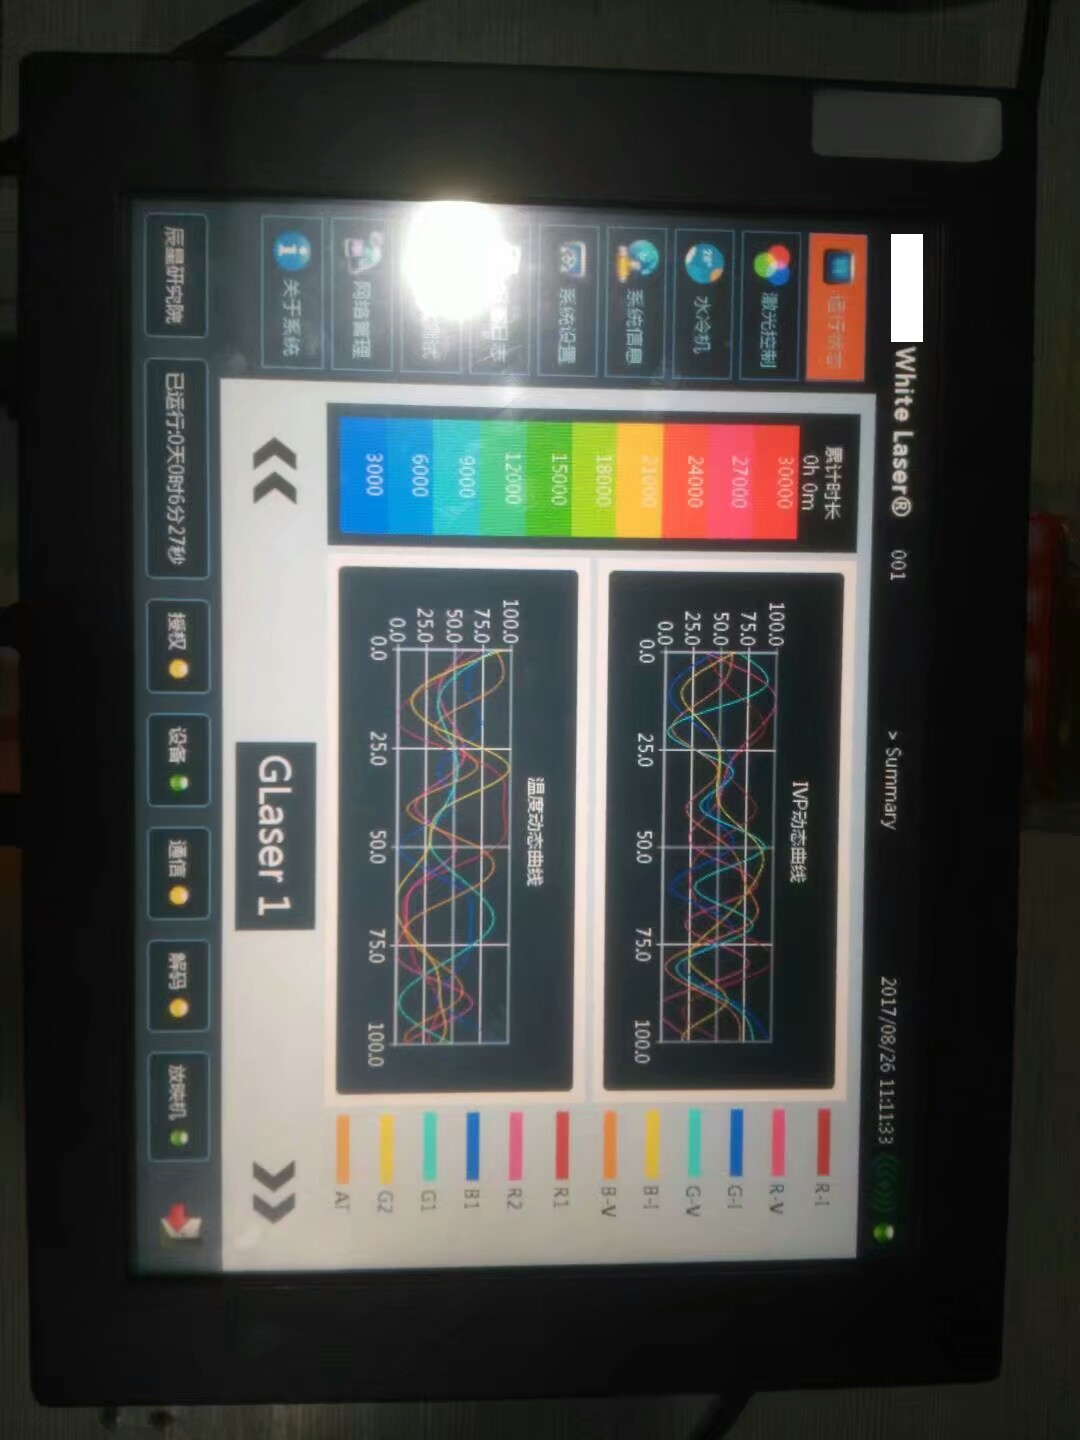 White Laser® 001 > Summary 2017/08/26 11:11:33
运行状态
激光控制
水冷机
系统信息
系统设置
日志
测试
网络管理
关于系统
累计时长
0h 0m
30000
27000
24000
21000
18000
15000
12000
9000
6000
3000
IVP动态曲线
100.0
75.0
50.0
25.0
0.0
0.0 25.0 50.0 75.0 100.0
R-I
R-V
G-I
G-V
B-I
B-V
温度动态曲线
100.0
75.0
50.0
25.0
0.0
0.0 25.0 50.0 75.0 100.0
R1
R2
B1
G1
G2
AT
GLaser 1
辰星研究院 已运行:0天0时6分27秒 授权 设备 通信 解码 放映机